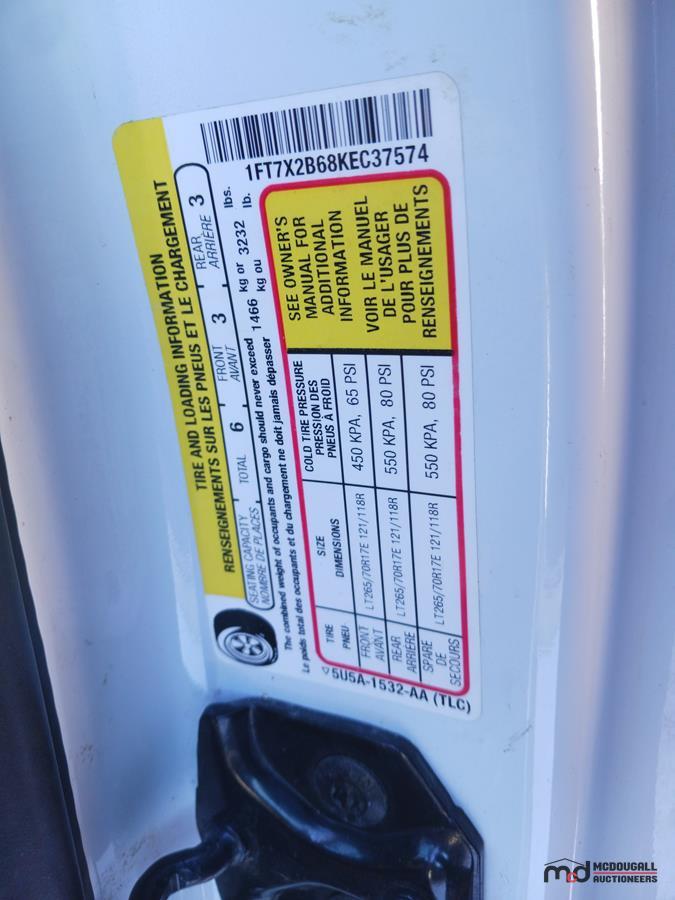 1FT7X2B68KEC37574
TIRE AND LOADING INFORMATION
RENSEIGNEMENTS SUR LES PNEUS ET LE CHARGEMENT
SEATING CAPACITY TOTAL 6 FRONT 3 REAR 3
NOMBRE DE PLACES AVANT ARRIÈRE
The combined weight of occupants and cargo should never exceed 1466 kg or 3232 lbs.
Le poids total des occupants et du chargement ne doit jamais dépasser kg ou lb.
TIRE SIZE COLD TIRE PRESSURE
PNEU DIMENSIONS PRESSION DES
PNEUS À FROID
FRONT LT265/70R17E 121/118R 450 KPA, 65 PSI
AVANT
REAR LT265/70R17E 121/118R 550 KPA, 80 PSI
ARRIÈRE
SPARE LT265/70R17E 121/118R 550 KPA, 80 PSI
DE
SECOURS
SEE OWNER'S
MANUAL FOR
ADDITIONAL
INFORMATION
VOIR LE MANUEL
DE L'USAGER
POUR PLUS DE
RENSEIGNEMENTS
5U5A-1532-AA (TLC)
md MCDOUGALL
AUCTIONEERS